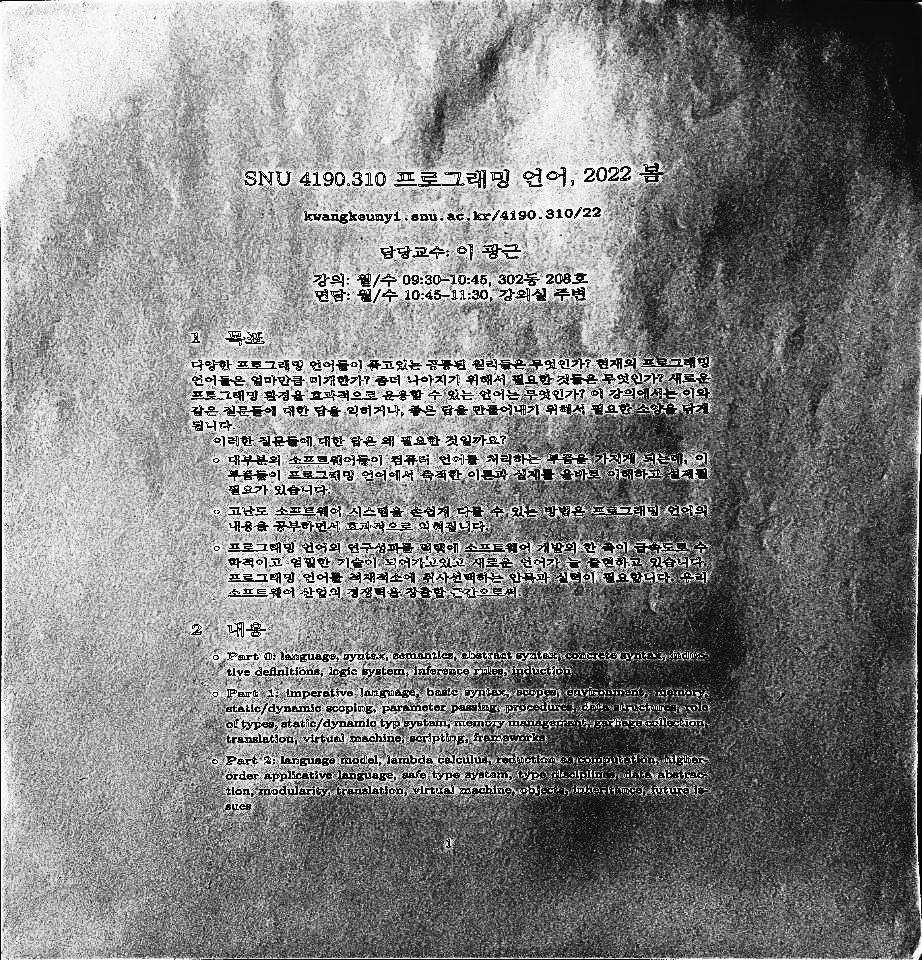 SNU 4190.310 프로그래밍 언어, 2022 봄
kwangkeunyi.snu.ac.kr/4190.310/22
담당교수: 이 광근
강의: 월/수 09:30–10:45, 302동 208호
면담: 월/수 10:45–11:30, 강의실 주변
1 목표
다양한 프로그래밍 언어들이 품고있는 공통된 원리들은 무엇인가? 현재의 프로그래밍
언어들은 얼마만큼 미개한가? 좀더 나아지기 위해서 필요한 것들은 무엇인가? 새로운
프로그래밍 환경을 효과적으로 운용할 수 있는 언어는 무엇인가? 이 강의에서는 이와
같은 질문들에 대한 답을 익히거나, 좋은 답을 만들어내기 위해서 필요한 소양을 닦게
됩니다.
이러한 질문들에 대한 답은 왜 필요한 것일까요?
◦ 대부분의 소프트웨어들이 컴퓨터 언어를 처리하는 부품을 가지게 되는데, 이
부품들이 프로그래밍 언어에서 축적한 이론과 실제를 올바로 이해하고 설계될
필요가 있습니다.
◦ 고난도 소프트웨어 시스템을 손쉽게 다룰 수 있는 방법은 프로그래밍 언어의
내용을 공부하면서 효과적으로 익혀집니다.
◦ 프로그래밍 언어의 연구성과를 덕택에 소프트웨어 개발의 한 축이 급속도로 수
학적이고 엄밀한 기술이 되어가고있고 새로운 언어가 늘 출현하고 있습니다.
프로그래밍 언어를 적재적소에 취사선택하는 안목과 실력이 필요합니다. 우리
소프트웨어 산업의 경쟁력을 창출할 근간으로써.
2 내용
◦ Part 0: language, syntax, semantics, abstract syntax, concrete syntax, induc-
tive definitions, logic system, inference rules, induction
◦ Part 1: imperative language, basic syntax, scopes, environment, memory,
static/dynamic scoping, parameter passing, procedures, data structures, role
of types, static/dynamic typ system, memory management, garbage collection,
translation, virtual machine, scripting, frameworks
◦ Part 2: language model, lambda calculus, reduction as computation, higher-
order applicative language, safe type system, type disciplines, data abstrac-
tion, modularity, translation, virtual machine, objects, inheritance, future is-
sues
1